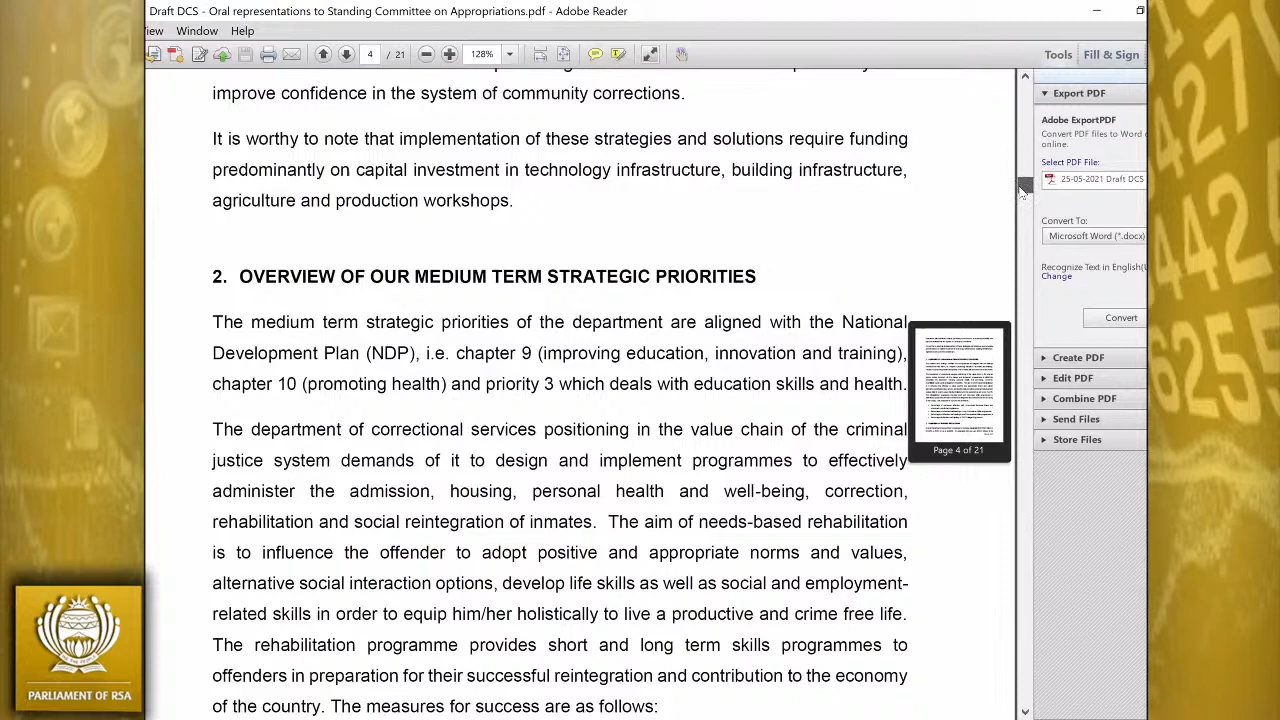 Draft DCS - Oral representations to Standing Committee on Appropriations.pdf - Adobe Reader
iew Window Help
4 / 21 128% Tools Fill & Sign
improve confidence in the system of community corrections.
It is worthy to note that implementation of these strategies and solutions require funding
predominantly on capital investment in technology infrastructure, building infrastructure,
agriculture and production workshops.
2. OVERVIEW OF OUR MEDIUM TERM STRATEGIC PRIORITIES
The medium term strategic priorities of the department are aligned with the National
Development Plan (NDP), i.e. chapter 9 (improving education, innovation and training),
chapter 10 (promoting health) and priority 3 which deals with education skills and health.
The department of correctional services positioning in the value chain of the criminal
justice system demands of it to design and implement programmes to effectively
administer the admission, housing, personal health and well-being, correction,
rehabilitation and social reintegration of inmates. The aim of needs-based rehabilitation
is to influence the offender to adopt positive and appropriate norms and values,
alternative social interaction options, develop life skills as well as social and employment-
related skills in order to equip him/her holistically to live a productive and crime free life.
The rehabilitation programme provides short and long term skills programmes to
offenders in preparation for their successful reintegration and contribution to the economy
of the country. The measures for success are as follows:
Page 4 of 21
Export PDF
Adobe ExportPDF
Convert PDF files to Word
online:
Select PDF File:
25-05-2021 Draft DCS
Convert To:
Microsoft Word (*.docx)
Recognize Text in English(
Change
Convert
Create PDF
Edit PDF
Combine PDF
Send Files
Store Files
PARLIAMENT OF RSA
427
6255